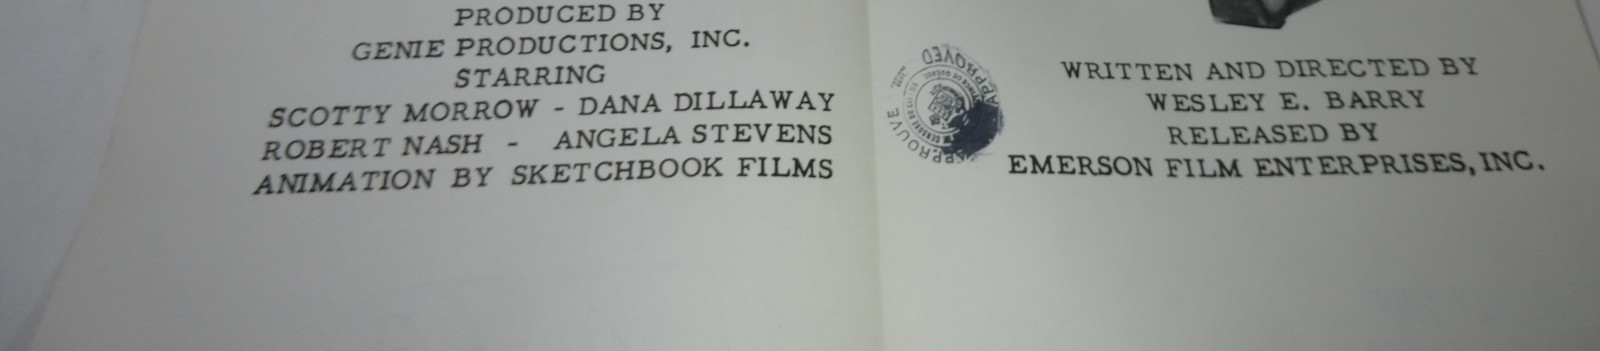 PRODUCED BY
GENIE PRODUCTIONS, INC.
STARRING
SCOTTY MORROW - DANA DILLAWAY
ROBERT NASH - ANGELA STEVENS
ANIMATION BY SKETCHBOOK FILMS
APPROVED
APPROUVÉ
WRITTEN AND DIRECTED BY
WESLEY E. BARRY
RELEASED BY
EMERSON FILM ENTERPRISES, INC.